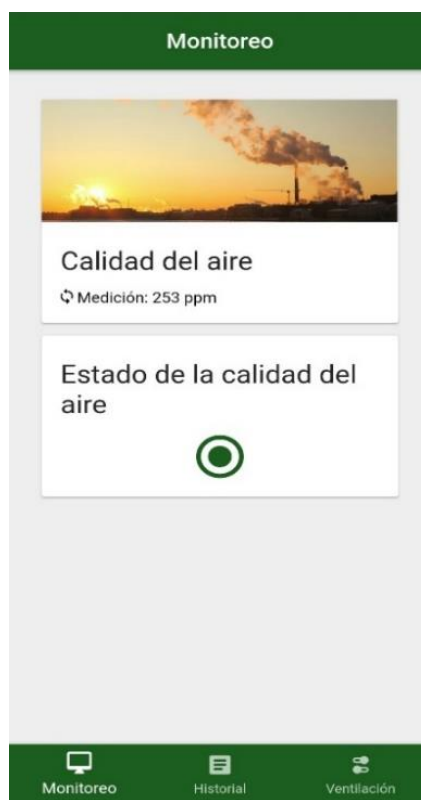 Monitoreo
Calidad del aire
Medición: 253 ppm
Estado de la calidad del
aire
Monitoreo
Historial
Ventilación